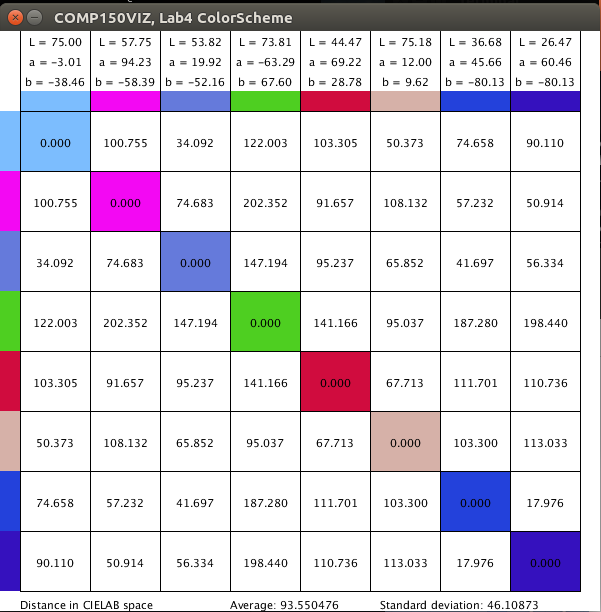 COMP150VIZ, Lab4 ColorScheme
L = 75.00 L = 57.75 L = 53.82 L = 73.81 L = 44.47 L = 75.18 L = 36.68 L = 26.47
a = −3.01 a = 94.23 a = 19.92 a = −63.29 a = 69.22 a = 12.00 a = 45.66 a = 60.46
b = −38.46 b = −58.39 b = −52.16 b = 67.60 b = 28.78 b = 9.62 b = −80.13 b = −80.13
0.000 100.755 34.092 122.003 103.305 50.373 74.658 90.110
100.755 0.000 74.683 202.352 91.657 108.132 57.232 50.914
34.092 74.683 0.000 147.194 95.237 65.852 41.697 56.334
122.003 202.352 147.194 0.000 141.166 95.037 187.280 198.440
103.305 91.657 95.237 141.166 0.000 67.713 111.701 110.736
50.373 108.132 65.852 95.037 67.713 0.000 103.300 113.033
74.658 57.232 41.697 187.280 111.701 103.300 0.000 17.976
90.110 50.914 56.334 198.440 110.736 113.033 17.976 0.000
Distance in CIELAB space Average: 93.550476 Standard deviation: 46.10873